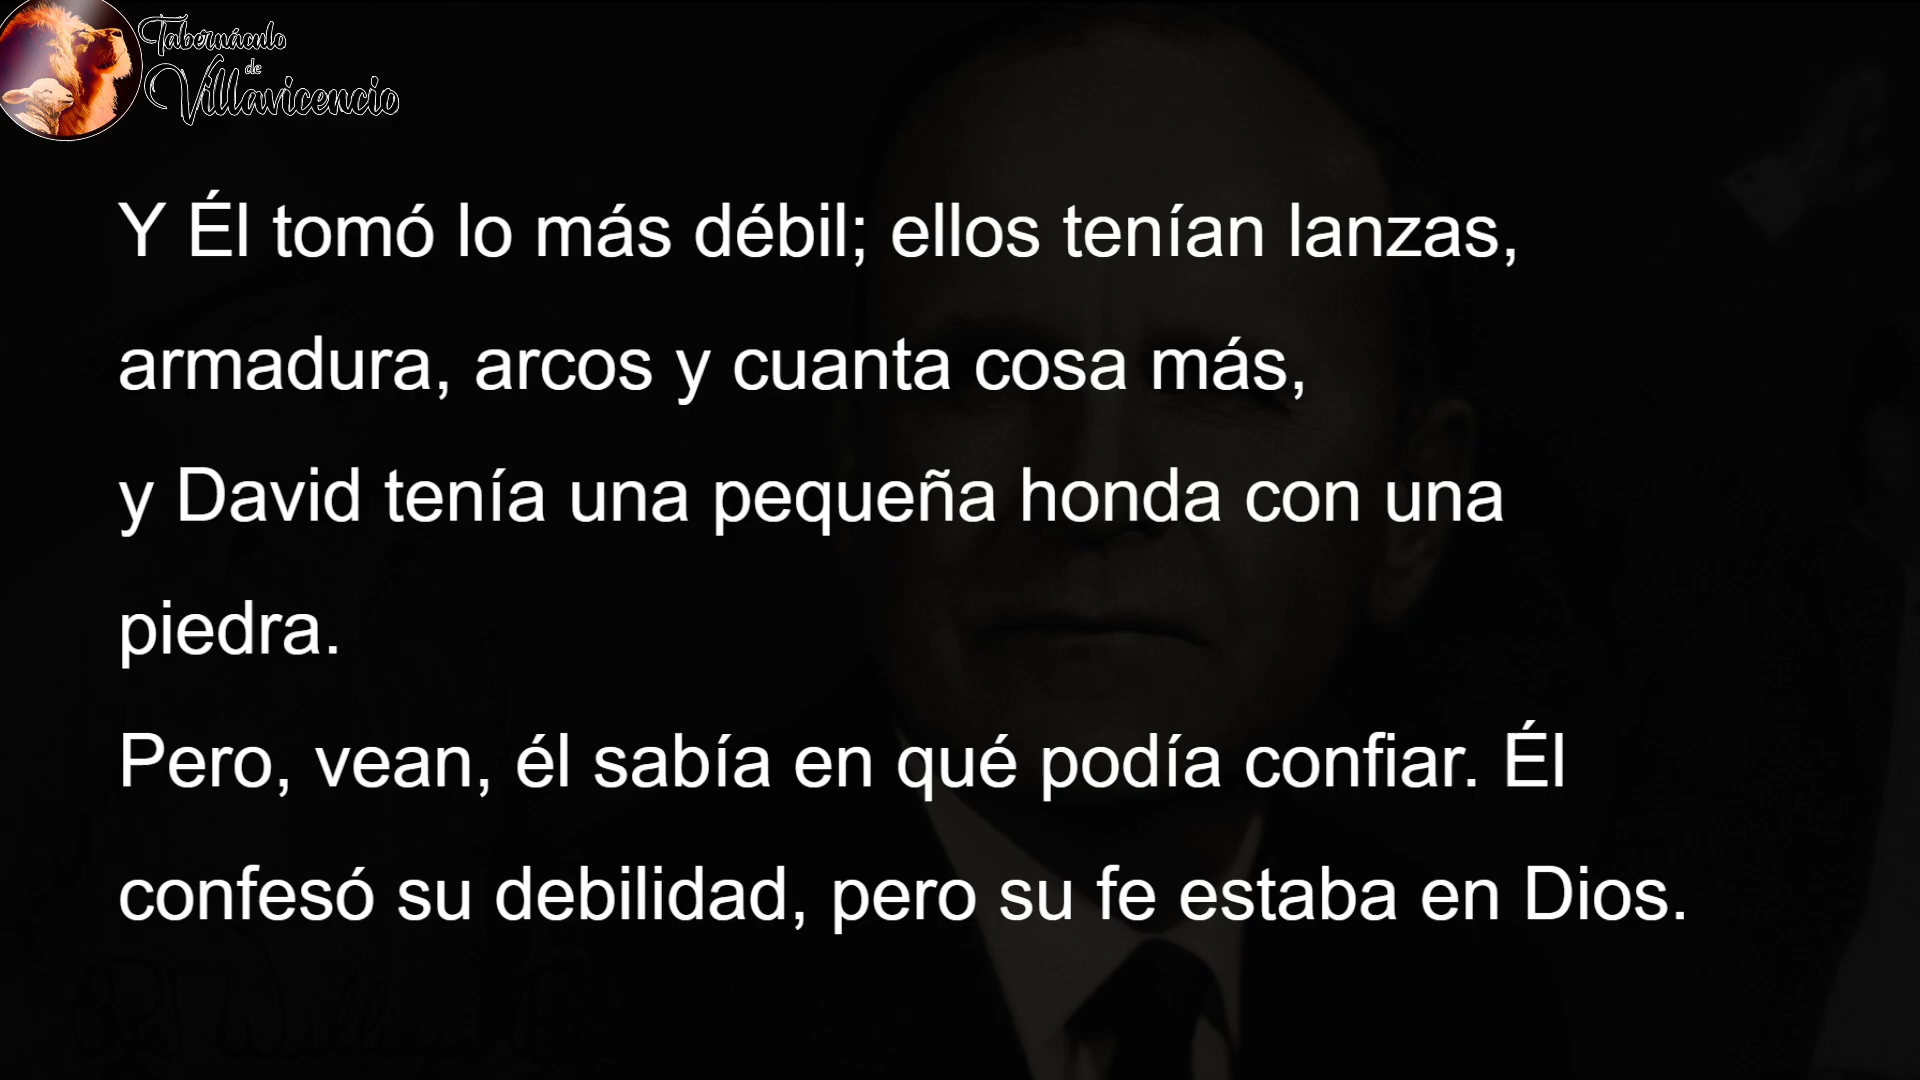 Tabernáculo
de
Villavicencio
Y Él tomó lo más débil; ellos tenían lanzas,
armadura, arcos y cuanta cosa más,
y David tenía una pequeña honda con una
piedra.
Pero, vean, él sabía en qué podía confiar. Él
confesó su debilidad, pero su fe estaba en Dios.